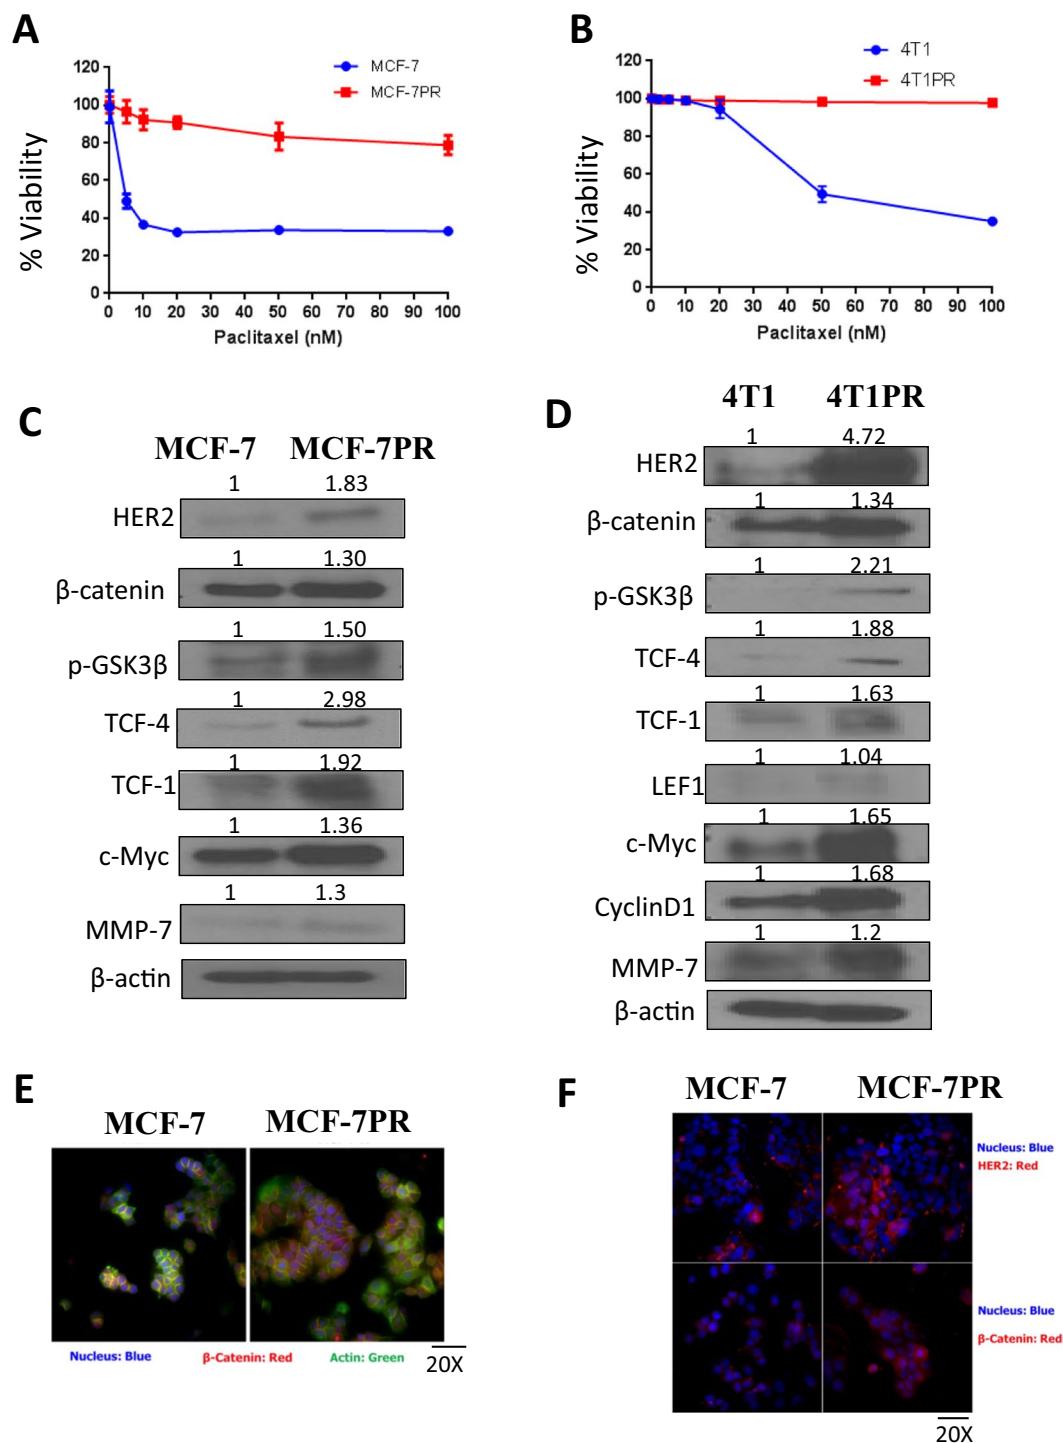 A
MCF-7
MCF-7PR
120
100
80
60
40
20
0
% Viability
0 10 20 30 40 50 60 70 80 90 100
Paclitaxel (nM)
B
4T1
4T1PR
120
100
80
60
40
20
0
% Viability
0 10 20 30 40 50 60 70 80 90 100
Paclitaxel (nM)
C
MCF-7 MCF-7PR
1 1.83
HER2
1 1.30
β-catenin
1 1.50
p-GSK3β
1 2.98
TCF-4
1 1.92
TCF-1
1 1.36
c-Myc
1 1.3
MMP-7
β-actin
D
4T1 4T1PR
1 4.72
HER2
1 1.34
β-catenin
1 2.21
p-GSK3β
1 1.88
TCF-4
1 1.63
TCF-1
1 1.04
LEF1
1 1.65
c-Myc
1 1.68
CyclinD1
1 1.2
MMP-7
β-actin
E
MCF-7 MCF-7PR
Nucleus: Blue β-Catenin: Red Actin: Green
20X
F
MCF-7 MCF-7PR
Nucleus: Blue
HER2: Red
Nucleus: Blue
β-Catenin: Red
20X